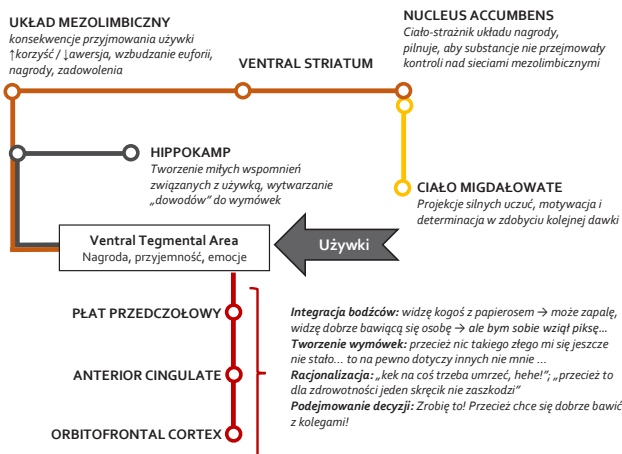 UKŁAD MEZOLIMBICZNY
konsekwencje przyjmowania używki
↑korzyść / ↓awersja, wzbudzanie euforii,
nagrody, zadowolenia
VENTRAL STRIATUM
NUCLEUS ACCUMBENS
Ciało-strażnik układu nagrody,
pilnuje, aby substancje nie przejmowały
kontroli nad sieciami mezolimbicznymi
HIPPOKAMP
Tworzenie miłych wspomnień
związanych z używką, wytwarzanie
„dowodów” do wymówek
CIAŁO MIGDAŁOWATE
Projekcje silnych uczuć, motywacja i
determinacja w zdobyciu kolejnej dawki
Ventral Tegmental Area
Nagroda, przyjemność, emocje
Używki
PŁAT PRZEDCZOŁOWY
ANTERIOR CINGULATE
ORBITOFRONTAL CORTEX
Integracja bodźców: widzę kogoś z papierosem → może zapalę,
widzę dobrze bawiącą się osobę → ale bym sobie wziął piksę...
Tworzenie wymówek: przecież nic takiego złego mi się jeszcze
nie stało... to na pewno dotyczy innych nie mnie ...
Racjonalizacja: „kek na coś trzeba umrzeć, hehe!”; „przecież to
dla zdrowotności jeden skręcik nie zaszkodzi”
Podejmowanie decyzji: Zrobię to! Przecież chce się dobrze bawić
z kolegami!